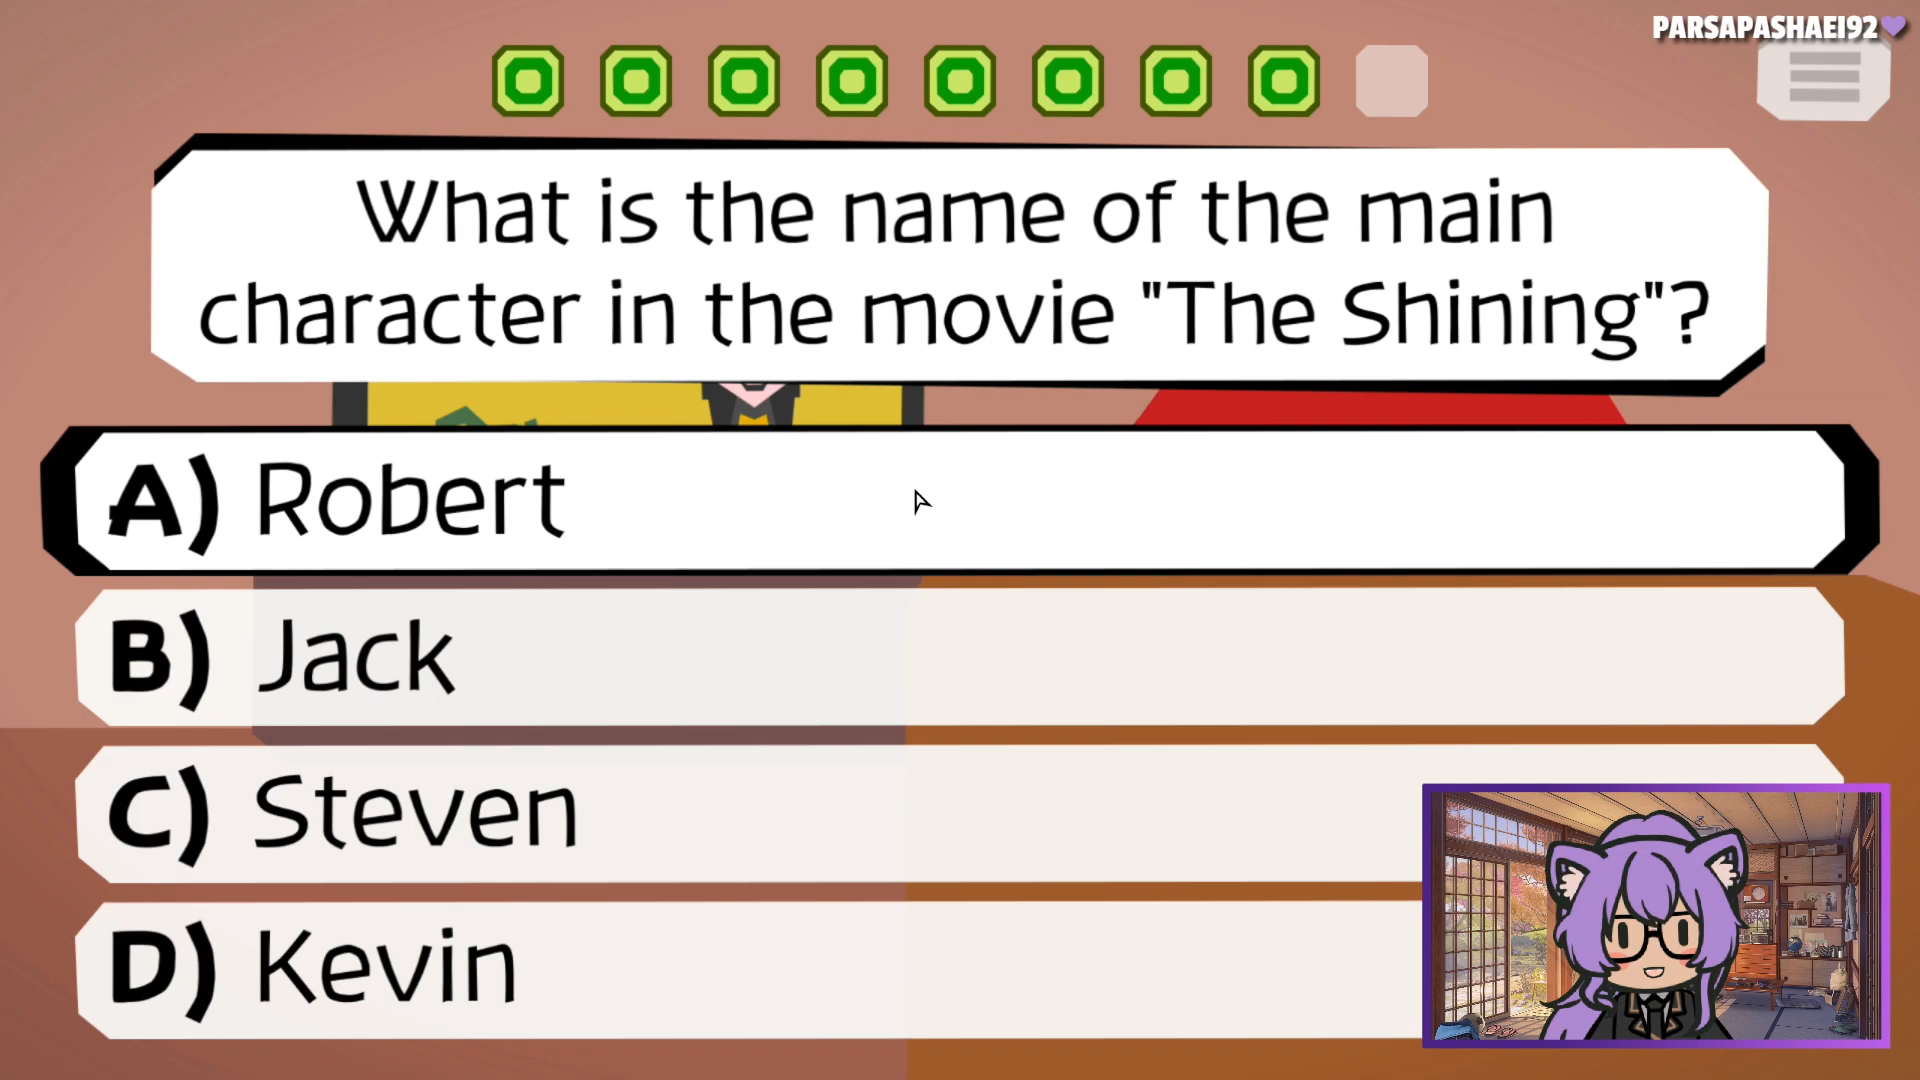 PARSAPASHAEI92
What is the name of the main
character in the movie "The Shining"?
A) Robert
B) Jack
C) Steven
D) Kevin